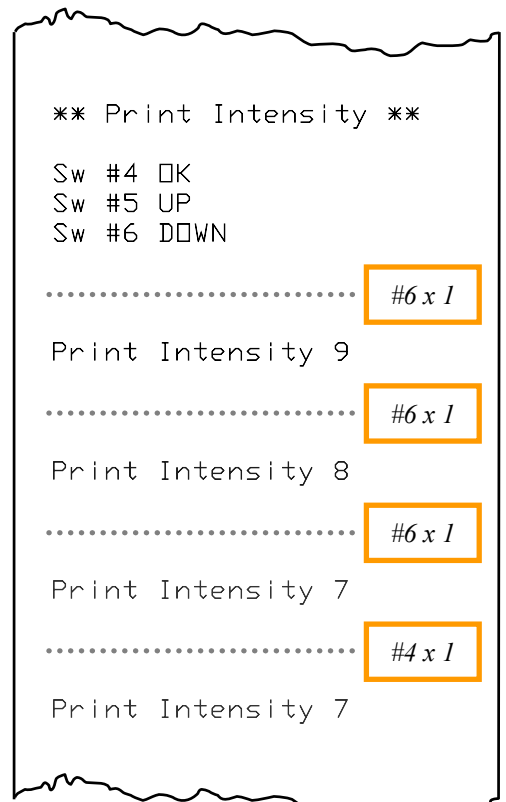 ** Print Intensity **
Sw #4 OK
Sw #5 UP
Sw #6 DOWN
#6 x 1
Print Intensity 9
#6 x 1
Print Intensity 8
#6 x 1
Print Intensity 7
#4 x 1
Print Intensity 7